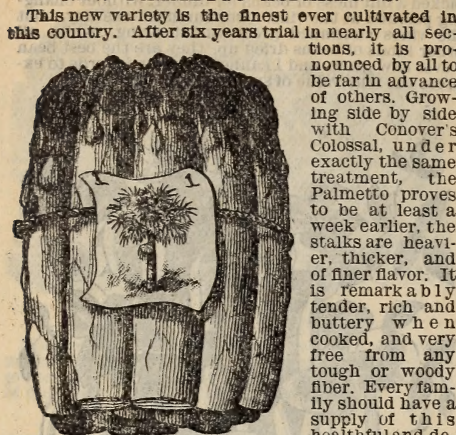 This new variety is the finest ever cultivated in
this country. After six years trial in nearly all sec-
tions, it is pro-
nounced by all to
be far in advance
of others. Grow-
ing side by side
with Conover's
Colossal, under
exactly the same
treatment, the
Palmetto proves
to be at least a
week earlier, the
stalks are heavi-
er, thicker, and
of finer flavor. It
is remarkably
tender, rich and
buttery when
cooked, and very
free from any
tough or woody
fiber. Every fam-
ily should have a
supply of this
1 1